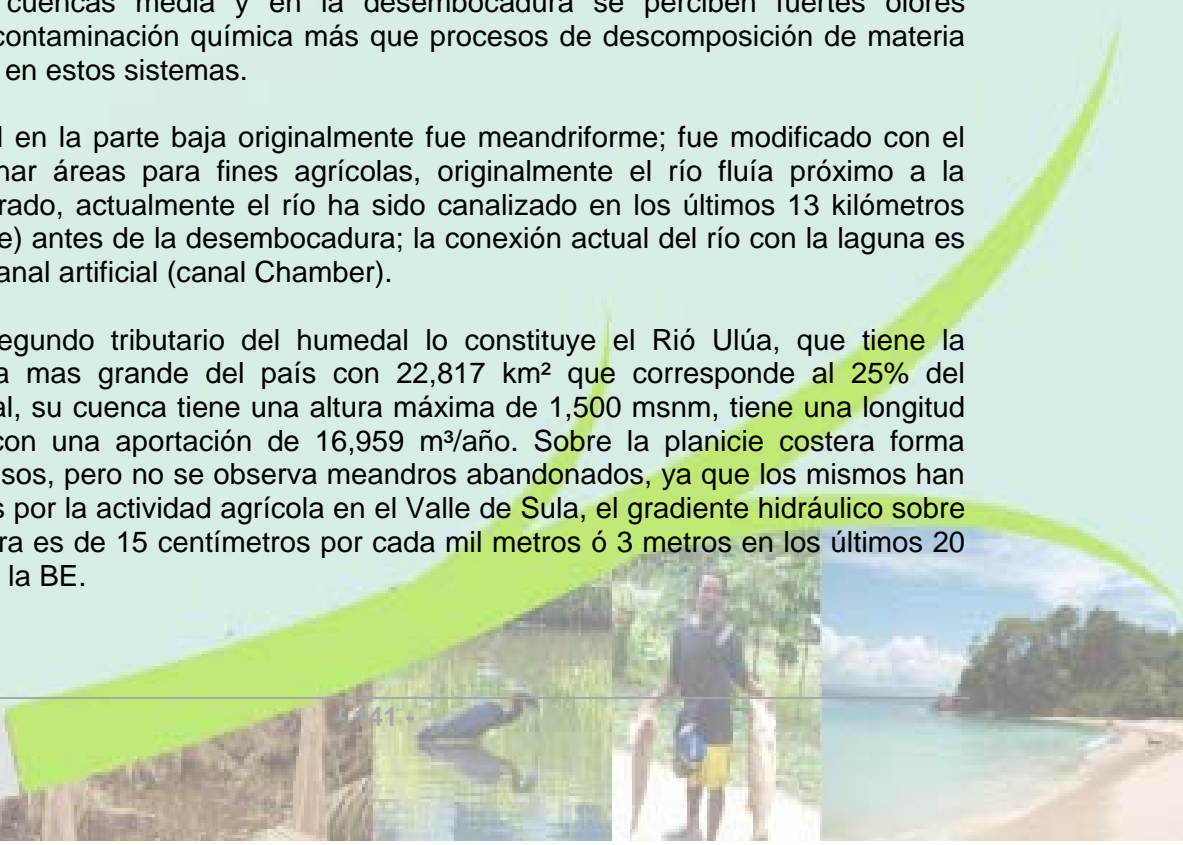 cuencas media y en la desembocadura se perciben fuertes olores
contaminación química más que procesos de descomposición de materia
en estos sistemas.
en la parte baja originalmente fue meandriforme; fue modificado con el
nar áreas para fines agrícolas, originalmente el río fluía próximo a la
rado, actualmente el río ha sido canalizado en los últimos 13 kilómetros
e) antes de la desembocadura; la conexión actual del río con la laguna es
anal artificial (canal Chamber).
egundo tributario del humedal lo constituye el Rió Ulúa, que tiene la
a mas grande del país con 22,817 km² que corresponde al 25% del
al, su cuenca tiene una altura máxima de 1,500 msnm, tiene una longitud
con una aportación de 16,959 m³/año. Sobre la planicie costera forma
sos, pero no se observa meandros abandonados, ya que los mismos han
s por la actividad agrícola en el Valle de Sula, el gradiente hidráulico sobre
ra es de 15 centímetros por cada mil metros ó 3 metros en los últimos 20
la BE.
41 -